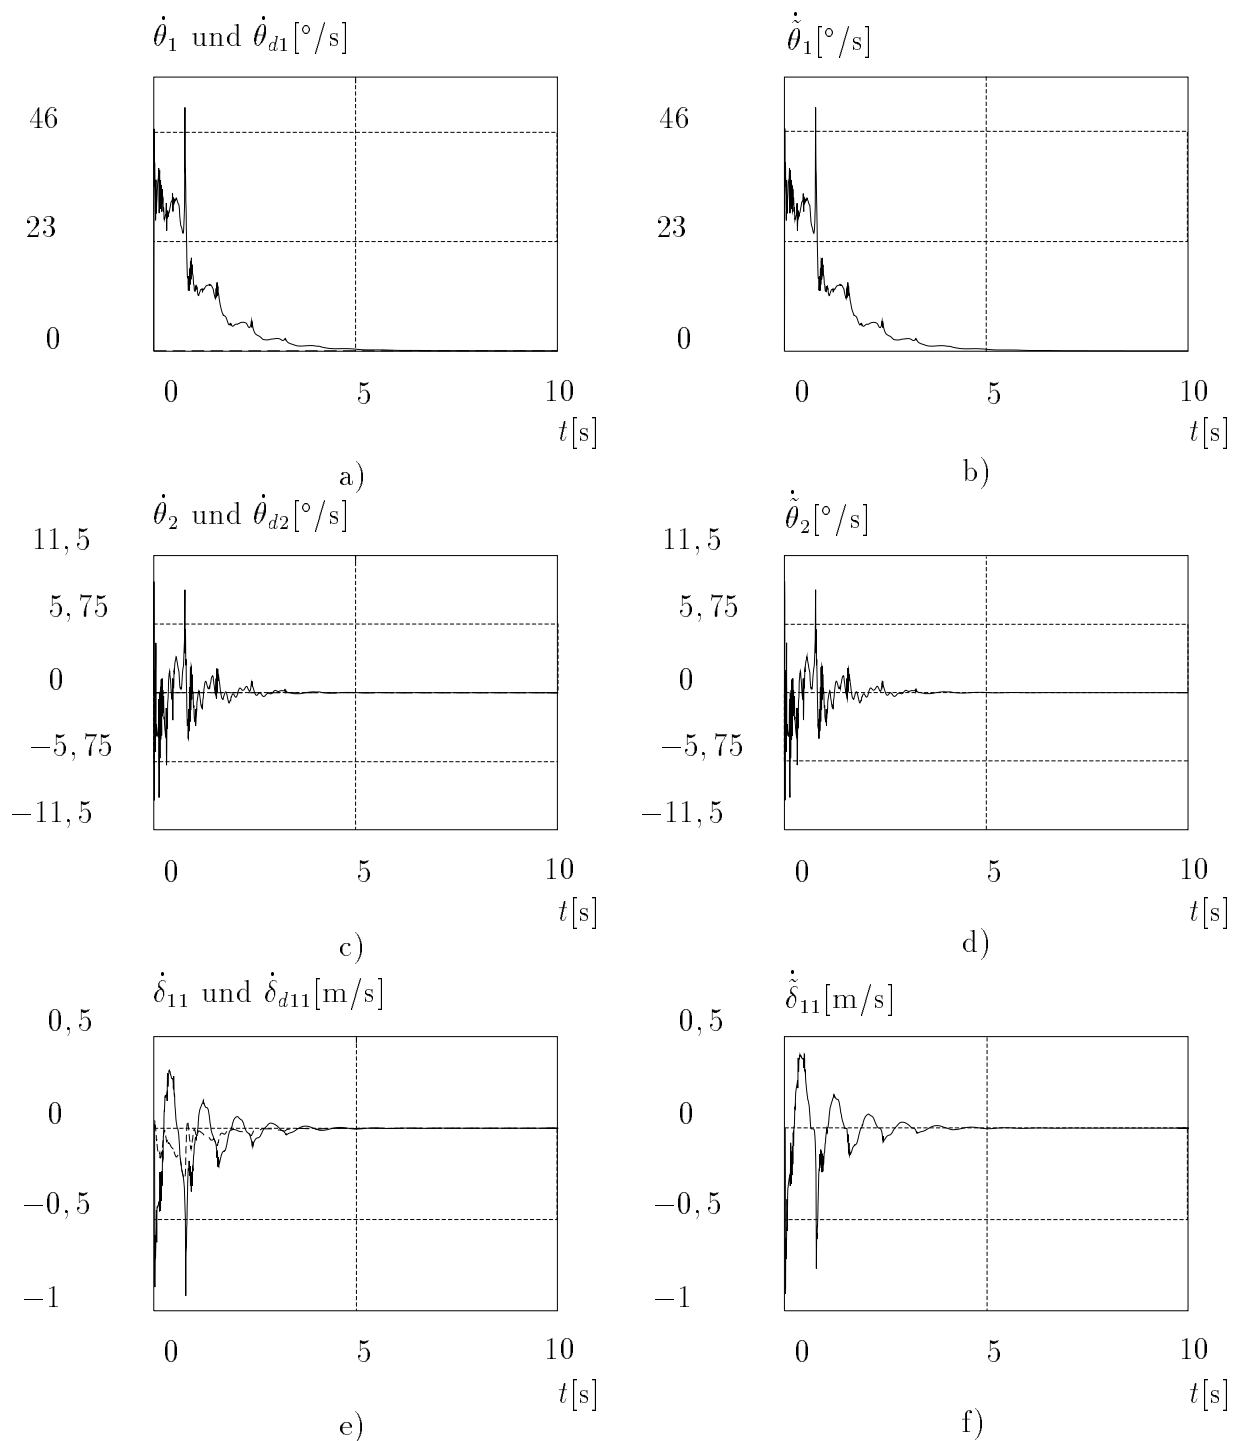 θ̇₁ und θ̇d1[°/s]
46
23
0
0 5 10
t[s]
a)
θ̃̇₁[°/s]
46
23
0
0 5 10
t[s]
b)
θ̇₂ und θ̇d2[°/s]
11,5
5,75
0
−5,75
−11,5
0 5 10
t[s]
c)
θ̃̇₂[°/s]
11,5
5,75
0
−5,75
−11,5
0 5 10
t[s]
d)
δ̇₁₁ und δ̇d11[m/s]
0,5
0
−0,5
−1
0 5 10
t[s]
e)
δ̃̇₁₁[m/s]
0,5
0
−0,5
−1
0 5 10
t[s]
f)